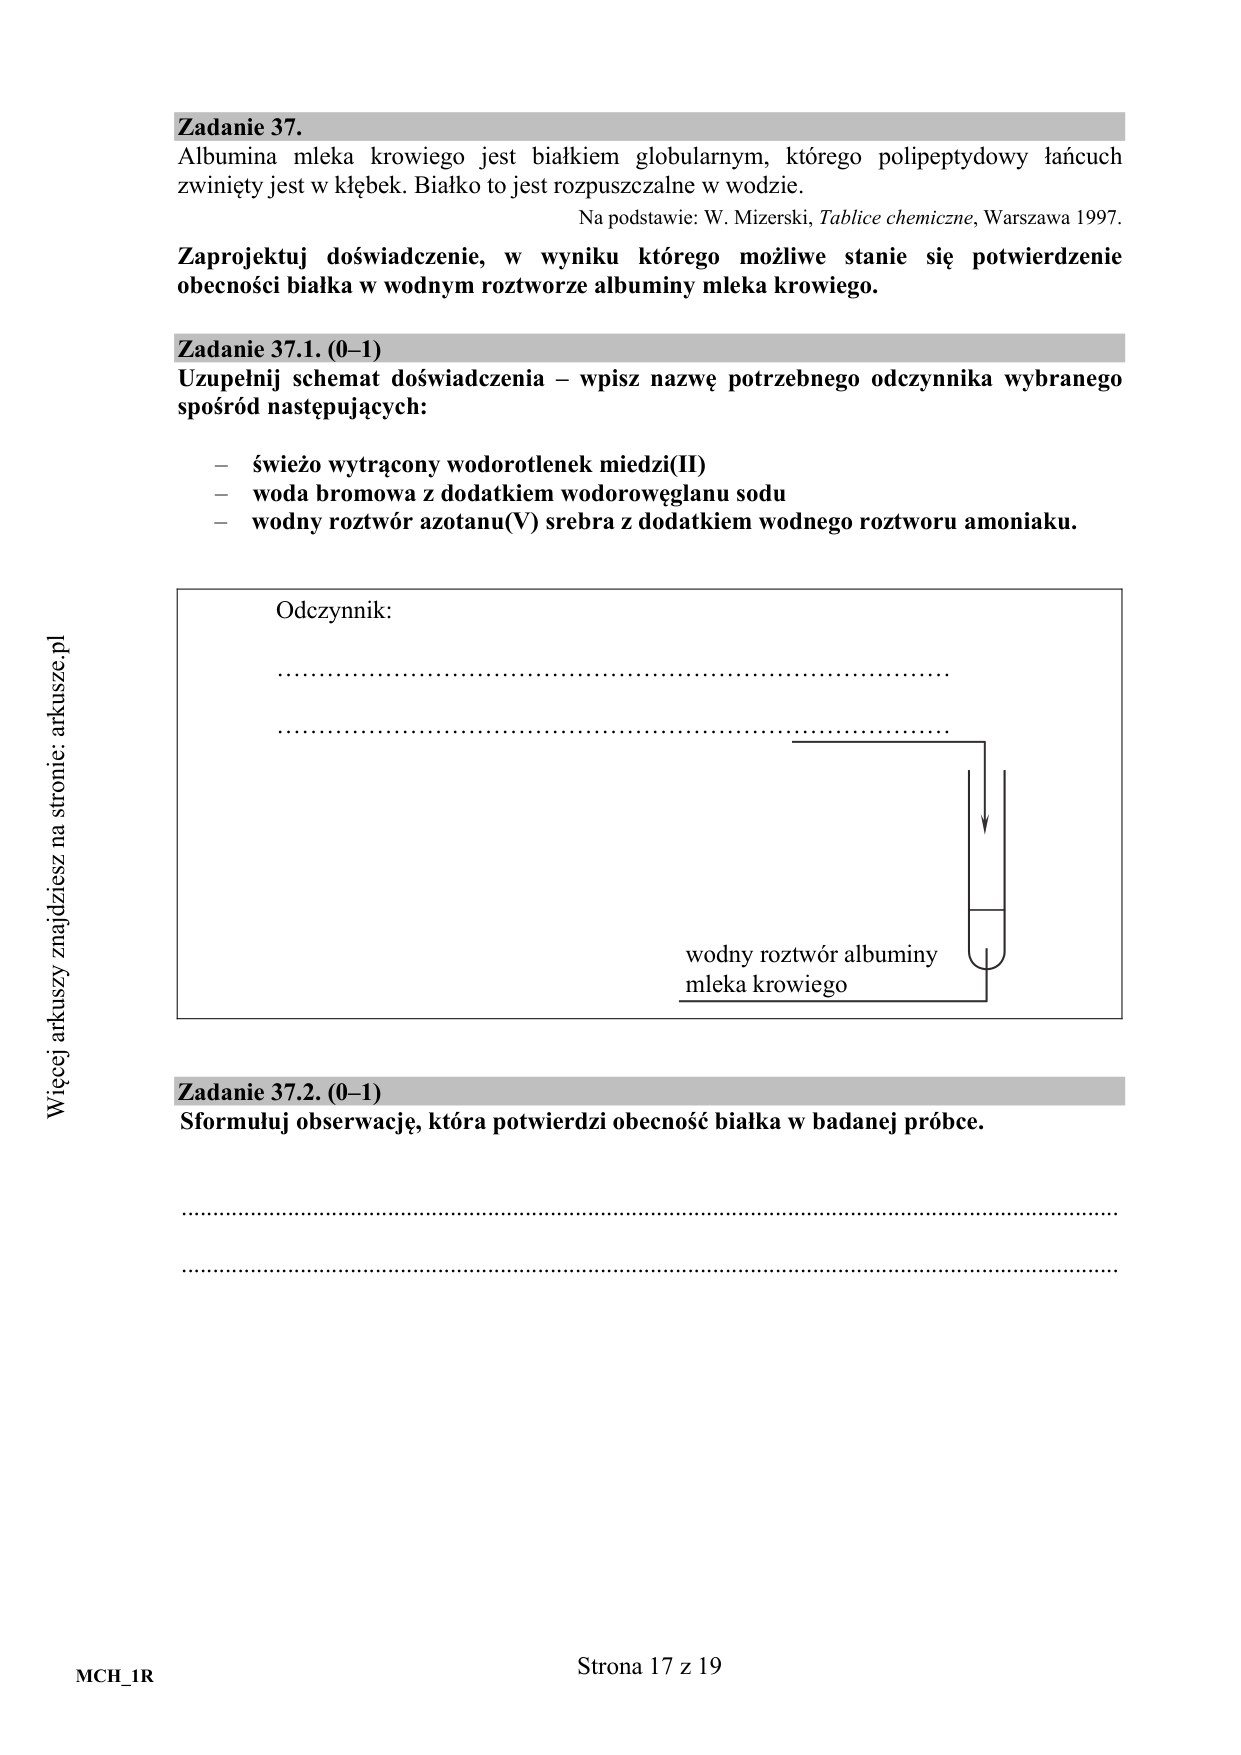 Zadanie 37.
Albumina mleka krowiego jest białkiem globularnym, którego polipeptydowy łańcuch
zwinięty jest w kłębek. Białko to jest rozpuszczalne w wodzie.
Na podstawie: W. Mizerski, Tablice chemiczne, Warszawa 1997.
Zaprojektuj doświadczenie, w wyniku którego możliwe stanie się potwierdzenie
obecności białka w wodnym roztworze albuminy mleka krowiego.
Zadanie 37.1. (0–1)
Uzupełnij schemat doświadczenia – wpisz nazwę potrzebnego odczynnika wybranego
spośród następujących:
– świeżo wytrącony wodorotlenek miedzi(II)
– woda bromowa z dodatkiem wodorowęglanu sodu
– wodny roztwór azotanu(V) srebra z dodatkiem wodnego roztworu amoniaku.
Odczynnik:
................................................................................
................................................................................
wodny roztwór albuminy
mleka krowiego
Zadanie 37.2. (0–1)
Sformułuj obserwację, która potwierdzi obecność białka w badanej próbce.
......................................................................................................................................................
......................................................................................................................................................
Więcej arkuszy znajdziesz na stronie: arkusze.pl
MCH_1R
Strona 17 z 19